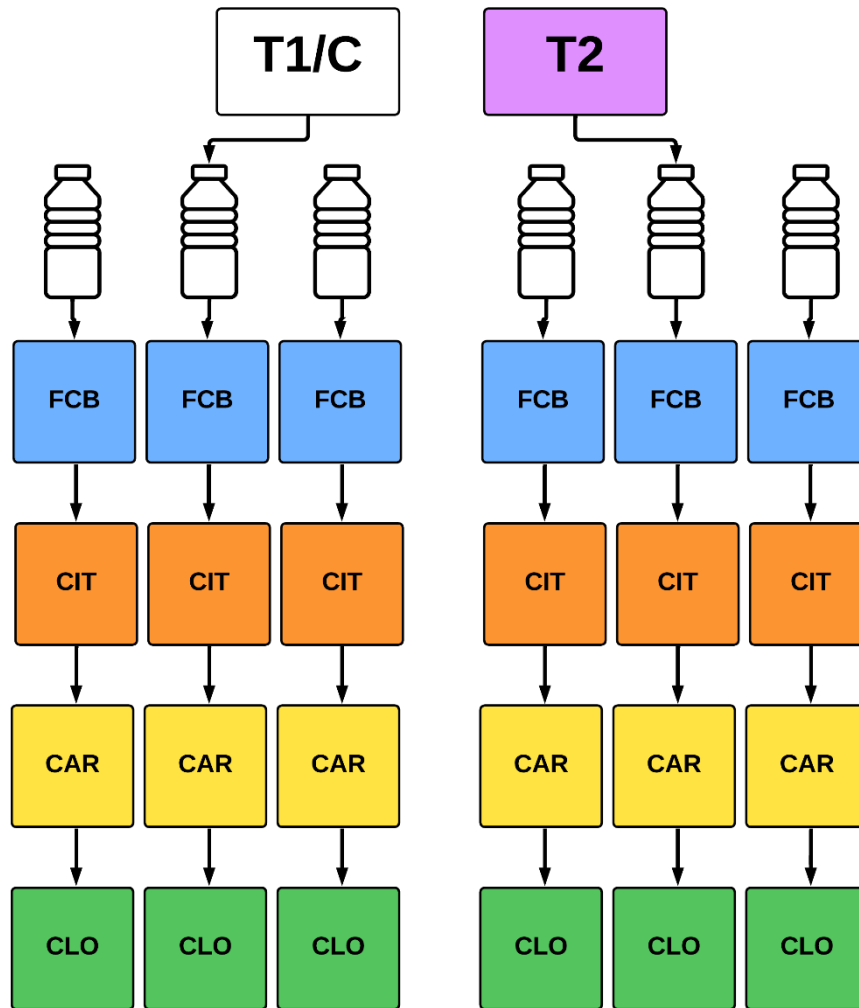 T1/C T2
FCB FCB FCB FCB FCB FCB
CIT CIT CIT CIT CIT CIT
CAR CAR CAR CAR CAR CAR
CLO CLO CLO CLO CLO CLO